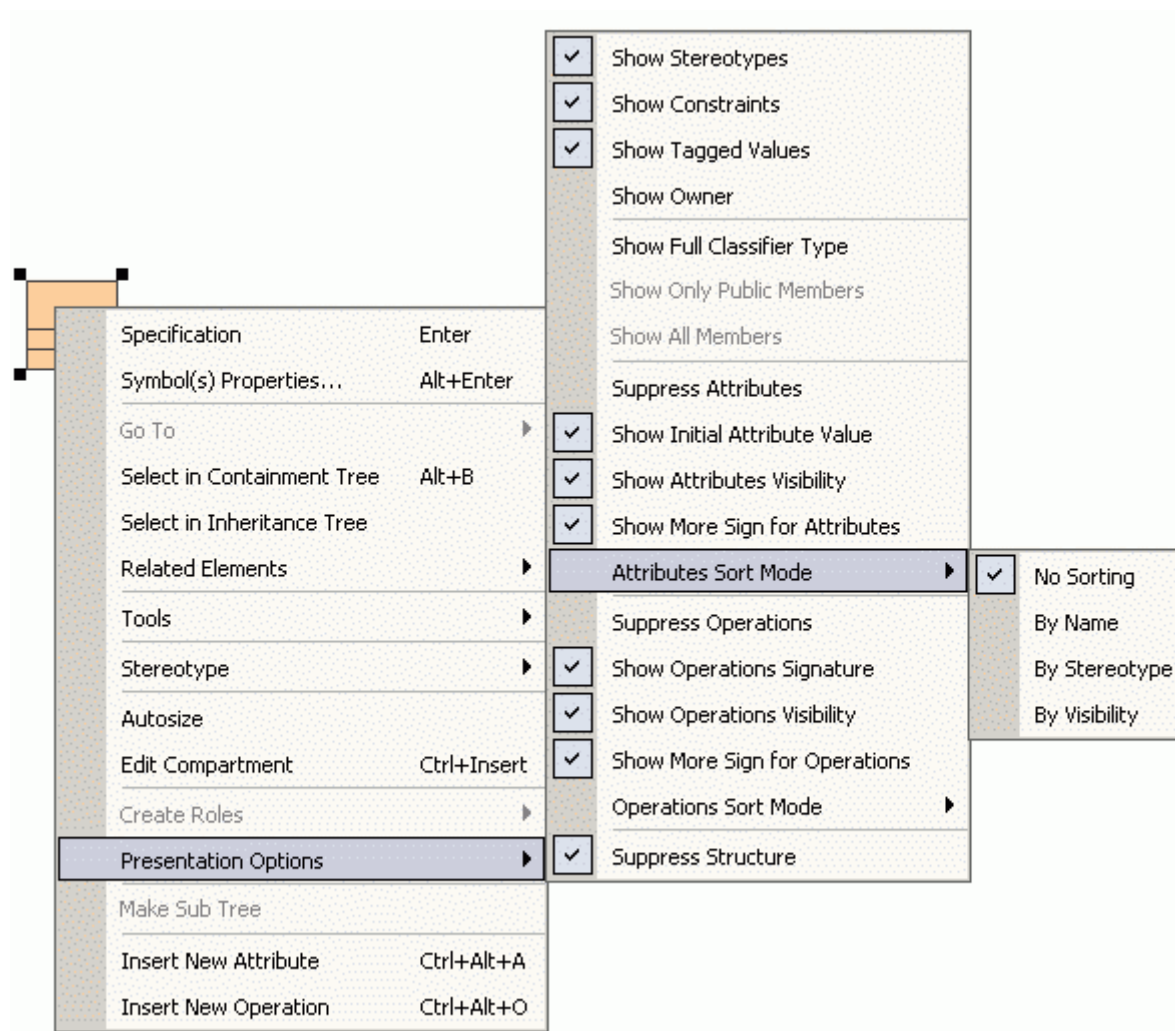 Specification Enter
Symbol(s) Properties... Alt+Enter
Go To
Select in Containment Tree Alt+B
Select in Inheritance Tree
Related Elements
Tools
Stereotype
Autosize
Edit Compartment Ctrl+Insert
Create Roles
Presentation Options
Make Sub Tree
Insert New Attribute Ctrl+Alt+A
Insert New Operation Ctrl+Alt+O
Show Stereotypes
Show Constraints
Show Tagged Values
Show Owner
Show Full Classifier Type
Show Only Public Members
Show All Members
Suppress Attributes
Show Initial Attribute Value
Show Attributes Visibility
Show More Sign for Attributes
Attributes Sort Mode
Suppress Operations
Show Operations Signature
Show Operations Visibility
Show More Sign for Operations
Operations Sort Mode
Suppress Structure
No Sorting
By Name
By Stereotype
By Visibility